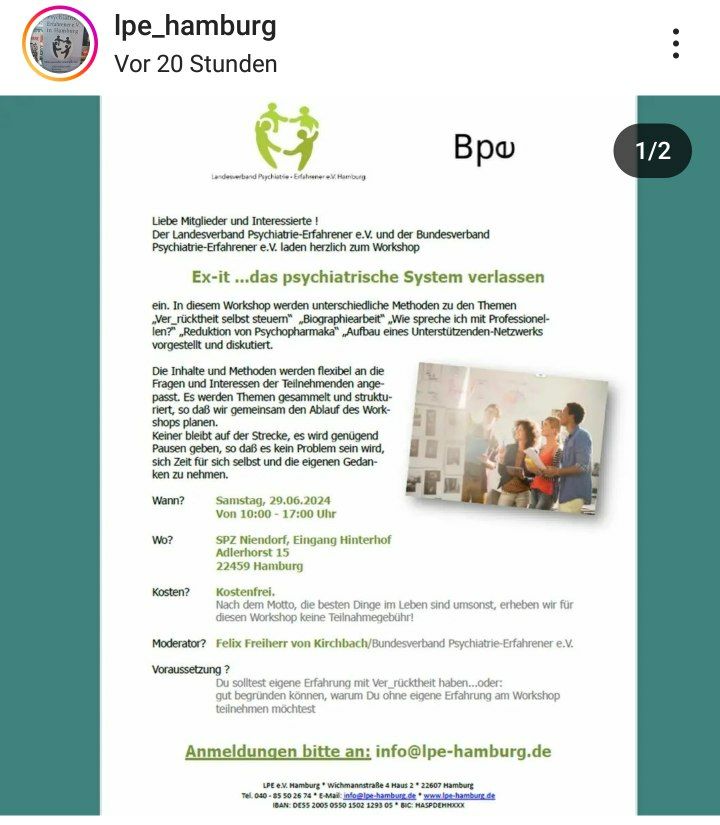 lpe_hamburg
Vor 20 Stunden
1/2
Landesverband Psychiatrie - Erfahrener e.V. Hamburg
Bpe
Liebe Mitglieder und Interessierte !
Der Landesverband Psychiatrie-Erfahrener e.V. und der Bundesverband
Psychiatrie-Erfahrener e.V. laden herzlich zum Workshop
Ex-it ...das psychiatrische System verlassen
ein. In diesem Workshop werden unterschiedliche Methoden zu den Themen
„Ver_rücktheit selbst steuern“ „Biographiearbeit“ „Wie spreche ich mit Professionel-
len?“ „Reduktion von Psychopharmaka“ „Aufbau eines Unterstützenden-Netzwerks
vorgestellt und diskutiert.
Die Inhalte und Methoden werden flexibel an die
Fragen und Interessen der Teilnehmenden ange-
passt. Es werden Themen gesammelt und struktu-
riert, so daß wir gemeinsam den Ablauf des Work-
shops planen.
Keiner bleibt auf der Strecke, es wird genügend
Pausen geben, so daß es kein Problem sein wird,
sich Zeit für sich selbst und die eigenen Gedan-
ken zu nehmen.
Wann? Samstag, 29.06.2024
Von 10:00 - 17:00 Uhr
Wo? SPZ Niendorf, Eingang Hinterhof
Adlerhorst 15
22459 Hamburg
Kosten? Kostenfrei.
Nach dem Motto, die besten Dinge im Leben sind umsonst, erheben wir für
diesen Workshop keine Teilnahmegebühr!
Moderator? Felix Freiherr von Kirchbach/Bundesverband Psychiatrie-Erfahrener e.V.
Voraussetzung ?
Du solltest eigene Erfahrung mit Ver_rücktheit haben...oder:
gut begründen können, warum Du ohne eigene Erfahrung am Workshop
teilnehmen möchtest
Anmeldungen bitte an: info@lpe-hamburg.de
LPE e.V. Hamburg * Wichmannstraße 4 Haus 2 * 22607 Hamburg
Tel. 040 - 85 50 26 74 * E-Mail: info@lpe-hamburg.de * www.lpe-hamburg.de
IBAN: DE55 2005 0550 1502 1293 05 * BIC: HASPDEHHXXX